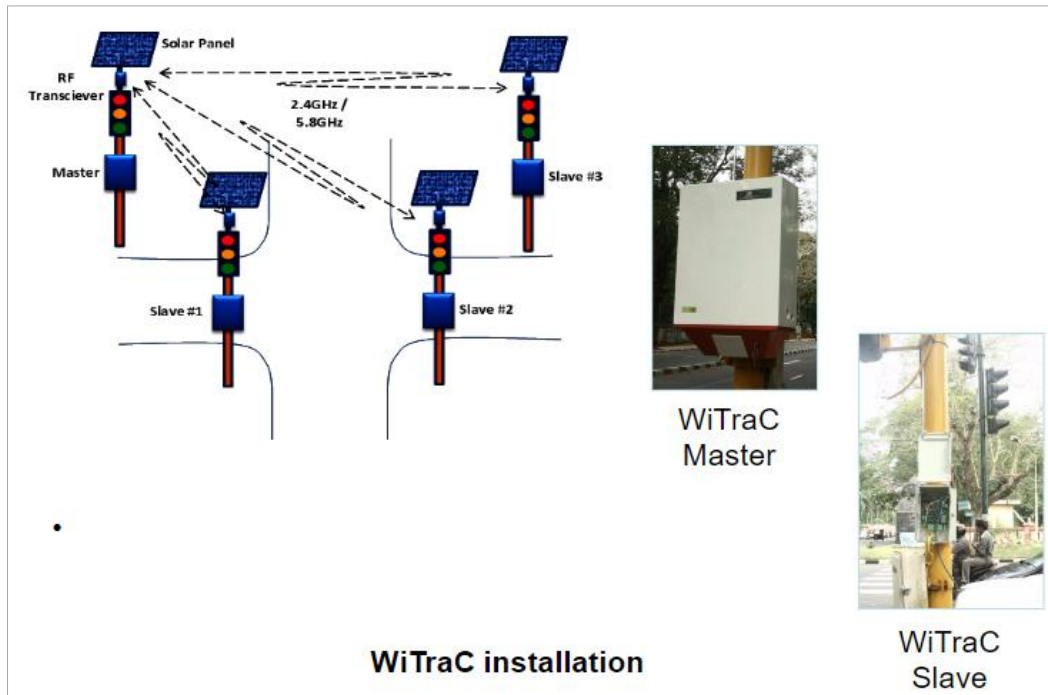 Solar Panel
RF
Transciever
2.4GHz /
5.8GHz
Master
Slave #3
Slave #1
Slave #2
WiTraC
Master
•
WiTraC installation
WiTraC
Slave